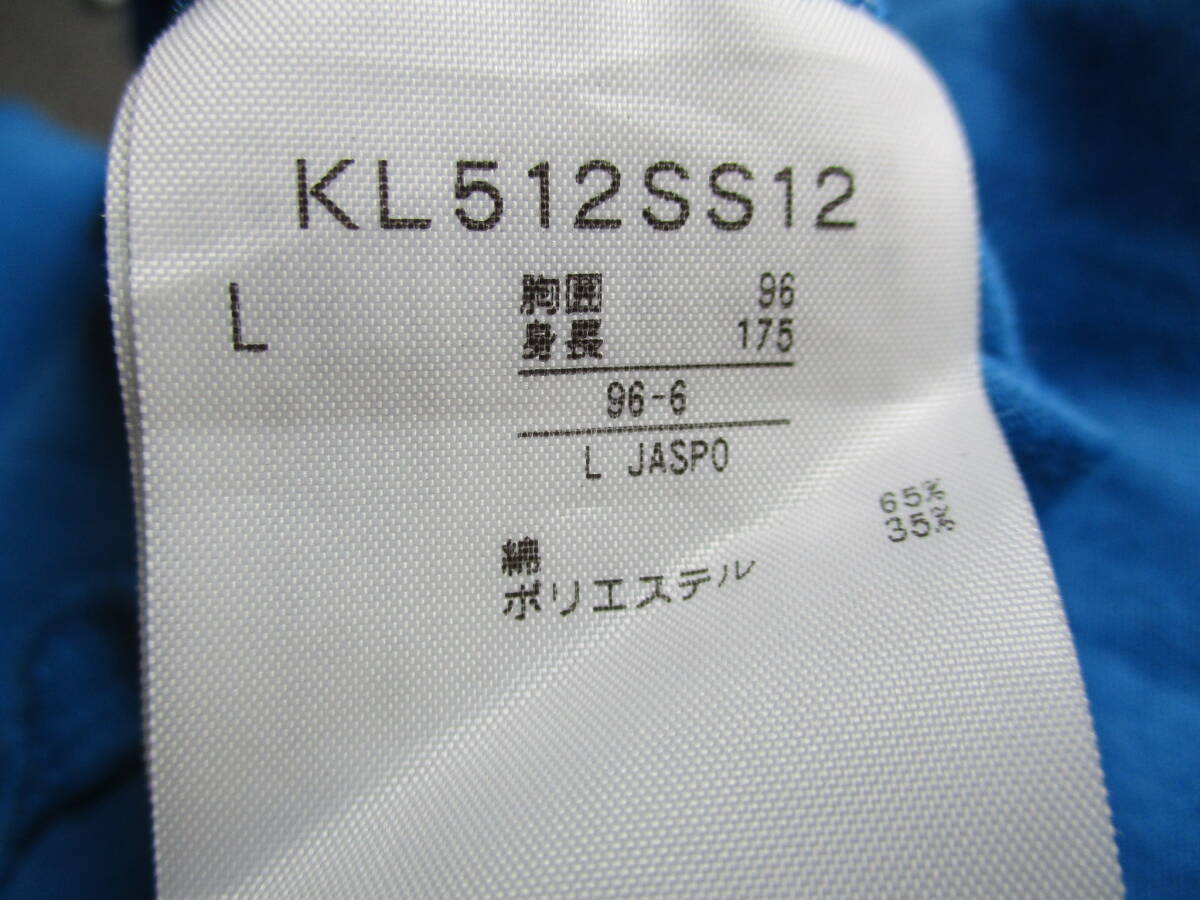 KL512SS12
L
胸囲 96
身長 175
96-6
L JASPO
綿 65%
ポリエステル 35%